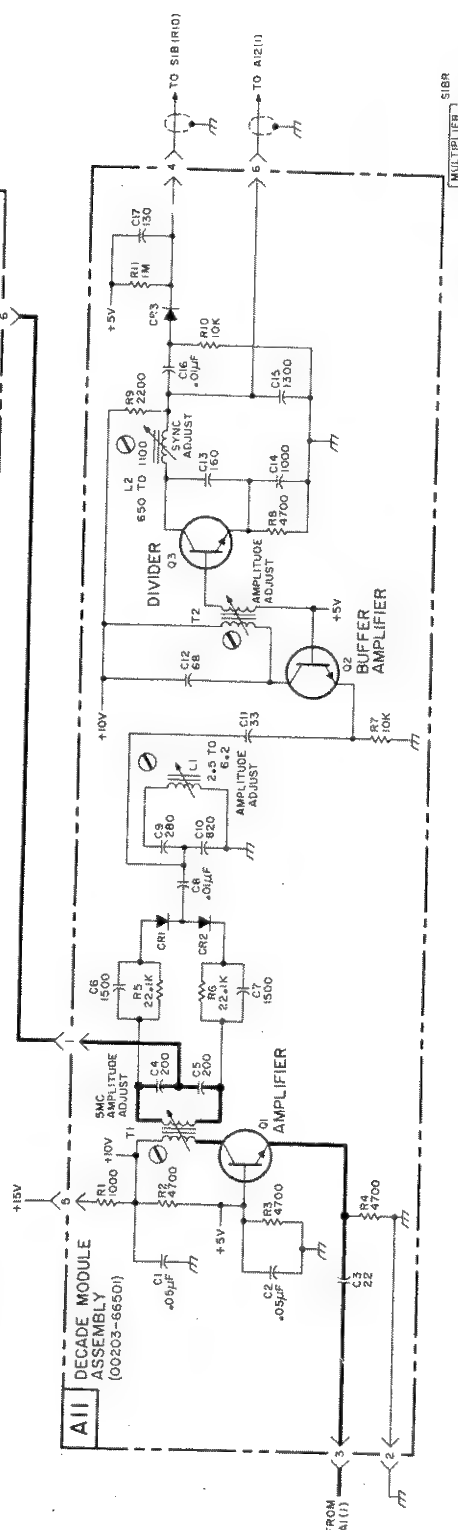 A11
DECADE MODULE
ASSEMBLY
(00203-66501)
+15V
5
R1
1000
+10V
C1
.05µF
R2
4700
+5V
C2
.05µF
R3
4700
5MC
AMPLITUDE
ADJUST
T1
Q1
AMPLIFIER
C3
22
R4
4700
FROM
A1(1)
3
2
1
6
C4
200
C5
200
C6
1500
R5
22.1K
R6
22.1K
C7
1500
CR1
CR2
C8
.01µF
C9
280
C10
820
L1
2.5 TO
6.2
AMPLITUDE
ADJUST
C11
33
R7
10K
+10V
C12
68
T2
AMPLITUDE
ADJUST
+5V
Q2
BUFFER
AMPLIFIER
DIVIDER
Q3
L2
650 TO
1100
SYNC
ADJUST
R9
2200
C13
160
R8
4700
C14
1000
C15
1300
C16
.01µF
R10
10K
CR3
+5V
R11
1M
C17
130
4
TO S1B(R10)
6
TO A12(1)
S1BR
MULTIPLIER